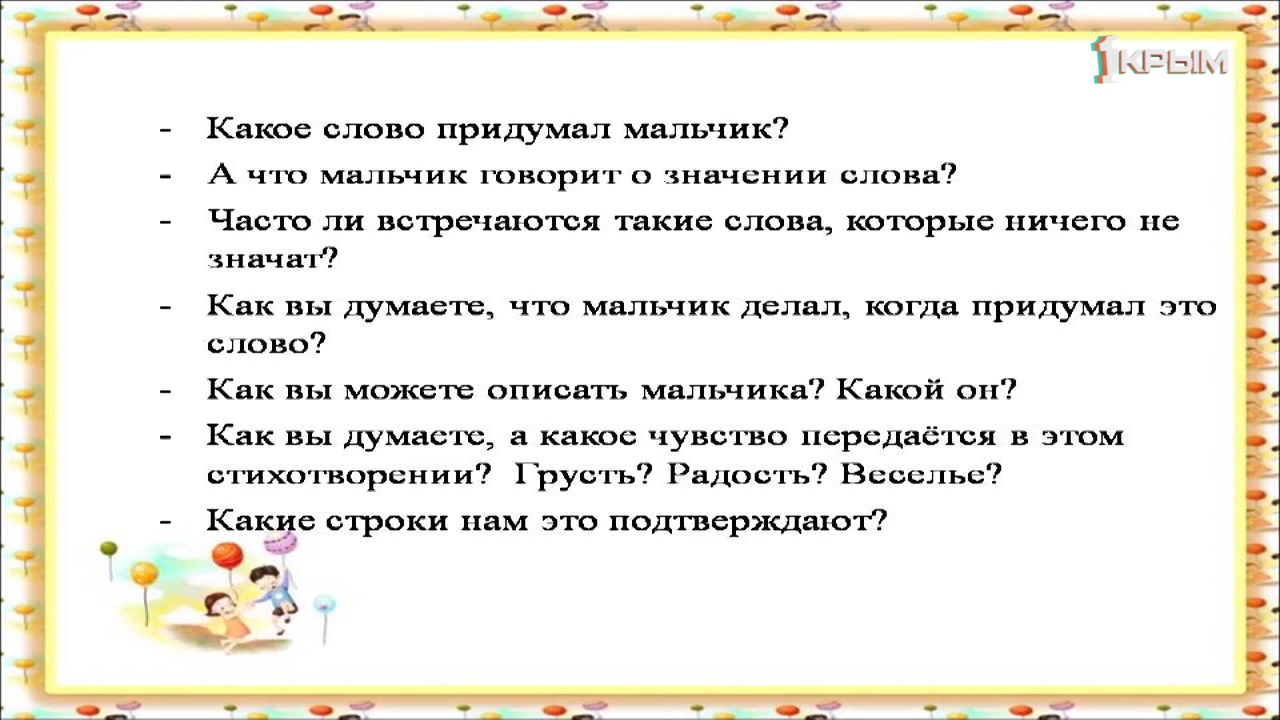 1 КРЫМ
- Какое слово придумал мальчик?
- А что мальчик говорит о значении слова?
- Часто ли встречаются такие слова, которые ничего не
значат?
- Как вы думаете, что мальчик делал, когда придумал это
слово?
- Как вы можете описать мальчика? Какой он?
- Как вы думаете, а какое чувство передаётся в этом
стихотворении? Грусть? Радость? Веселье?
- Какие строки нам это подтверждают?